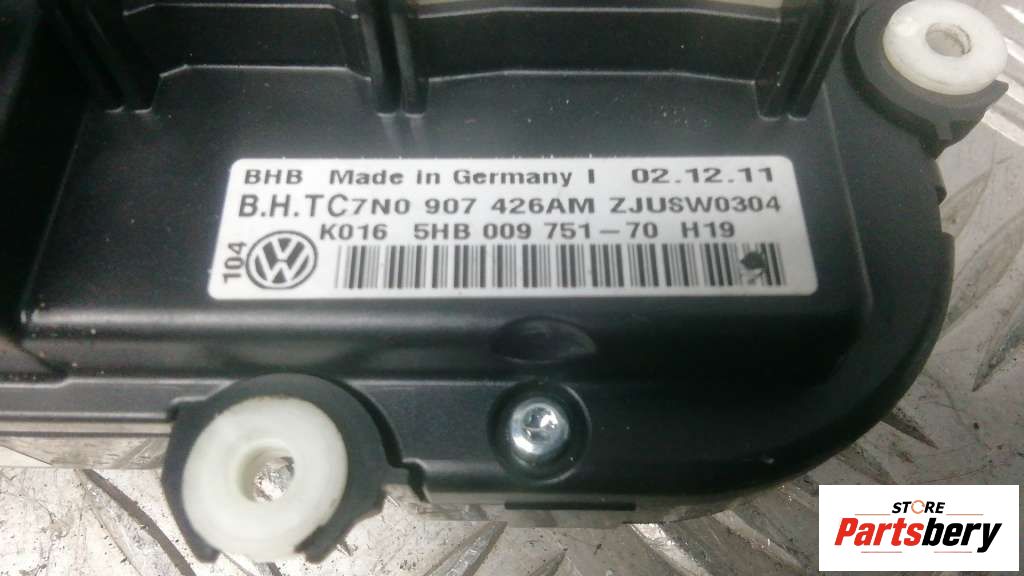 BHB Made in Germany I 02.12.11
B.H.TC7N0 907 426AM ZJUSW0304
K016 5HB 009 751-70 H19
104
STORE
Partsbery